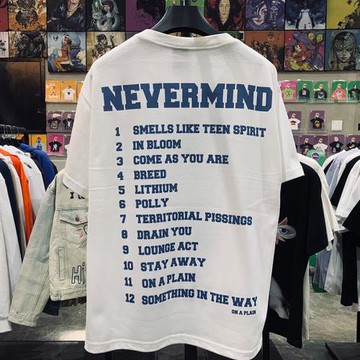 NEVERMIND
1 SMELLS LIKE TEEN SPIRIT
2 IN BLOOM
3 COME AS YOU ARE
4 BREED
5 LITHIUM
6 POLLY
7 TERRITORIAL PISSINGS
8 DRAIN YOU
9 LOUNGE ACT
10 STAY AWAY
11 ON A PLAIN
12 SOMETHING IN THE WAY
ON A PLAIN